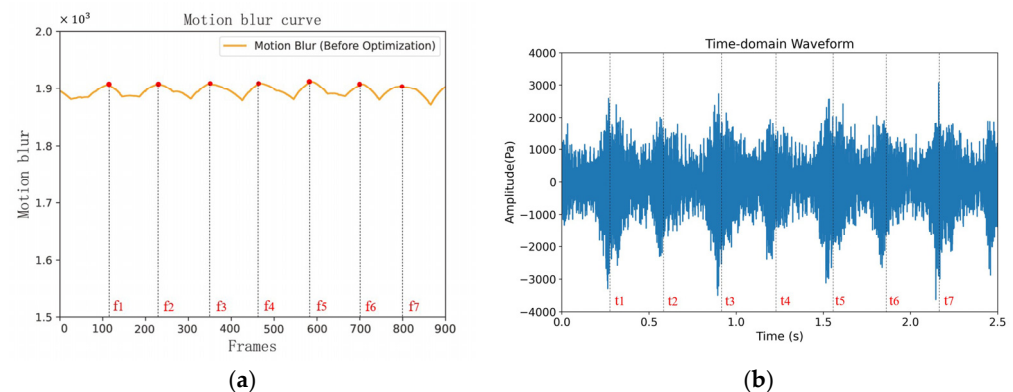 × 10³
Motion blur curve
Motion Blur (Before Optimization)
2.0
1.9
1.8
1.7
1.6
1.5
Motion blur
f1 f2 f3 f4 f5 f6 f7
0 100 200 300 400 500 600 700 800 900
Frames
(a)
Time-domain Waveform
4000
3000
2000
1000
0
−1000
−2000
−3000
−4000
Amplitude(Pa)
t1 t2 t3 t4 t5 t6 t7
0.0 0.5 1.0 1.5 2.0 2.5
Time (s)
(b)